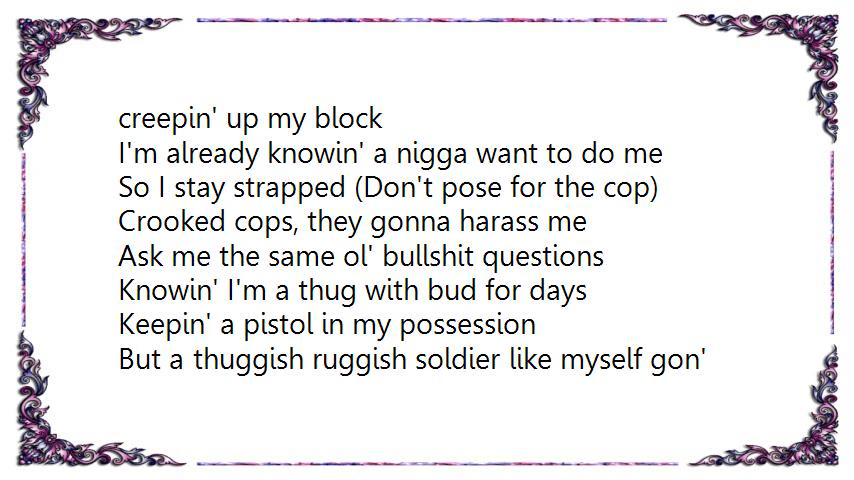 creepin' up my block
I'm already knowin' a nigga want to do me
So I stay strapped (Don't pose for the cop)
Crooked cops, they gonna harass me
Ask me the same ol' bullshit questions
Knowin' I'm a thug with bud for days
Keepin' a pistol in my possession
But a thuggish ruggish soldier like myself gon'